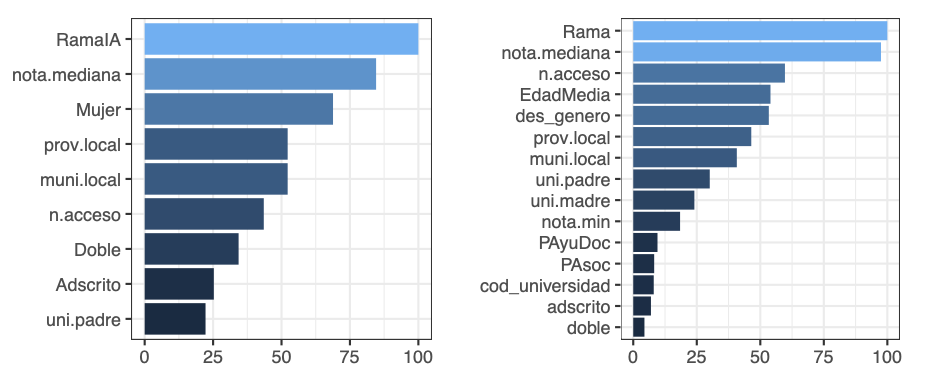 RamaIA
nota.mediana
Mujer
prov.local
muni.local
n.acceso
Doble
Adscrito
uni.padre
0 25 50 75 100
Rama
nota.mediana
n.acceso
EdadMedia
des_genero
prov.local
muni.local
uni.padre
uni.madre
nota.min
PAyuDoc
PAsoc
cod_universidad
adscrito
doble
0 25 50 75 100